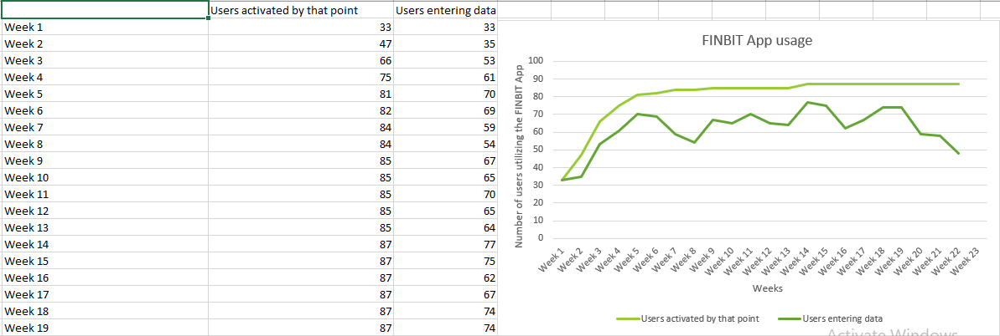 Users activated by that point Users entering data
Week 1 33 33
Week 2 47 35
Week 3 66 53
Week 4 75 61
Week 5 81 70
Week 6 82 69
Week 7 84 59
Week 8 84 54
Week 9 85 67
Week 10 85 65
Week 11 85 70
Week 12 85 65
Week 13 85 64
Week 14 87 77
Week 15 87 75
Week 16 87 62
Week 17 87 67
Week 18 87 74
Week 19 87 74
FINBIT App usage
Number of users utilizing the FINBIT App
100
90
80
70
60
50
40
30
20
10
0
Week 1 Week 2 Week 3 Week 4 Week 5 Week 6 Week 7 Week 8 Week 9 Week 10 Week 11 Week 12 Week 13 Week 14 Week 15 Week 16 Week 17 Week 18 Week 19 Week 20 Week 21 Week 22 Week 23
Weeks
Users activated by that point Users entering data
Activate Windows